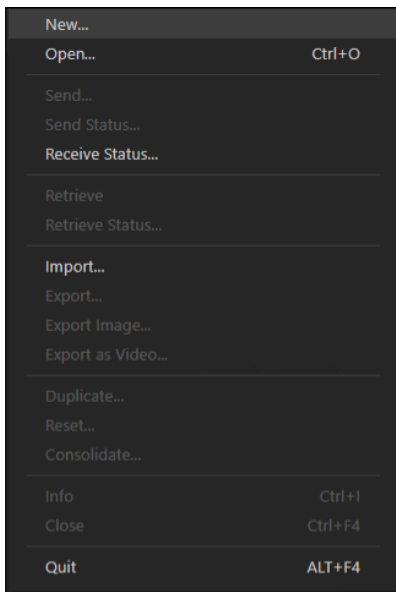 New...
Open... Ctrl+O
Send...
Send Status...
Receive Status...
Retrieve
Retrieve Status...
Import...
Export...
Export Image...
Export as Video...
Duplicate...
Reset...
Consolidate...
Info Ctrl+I
Close Ctrl+F4
Quit ALT+F4